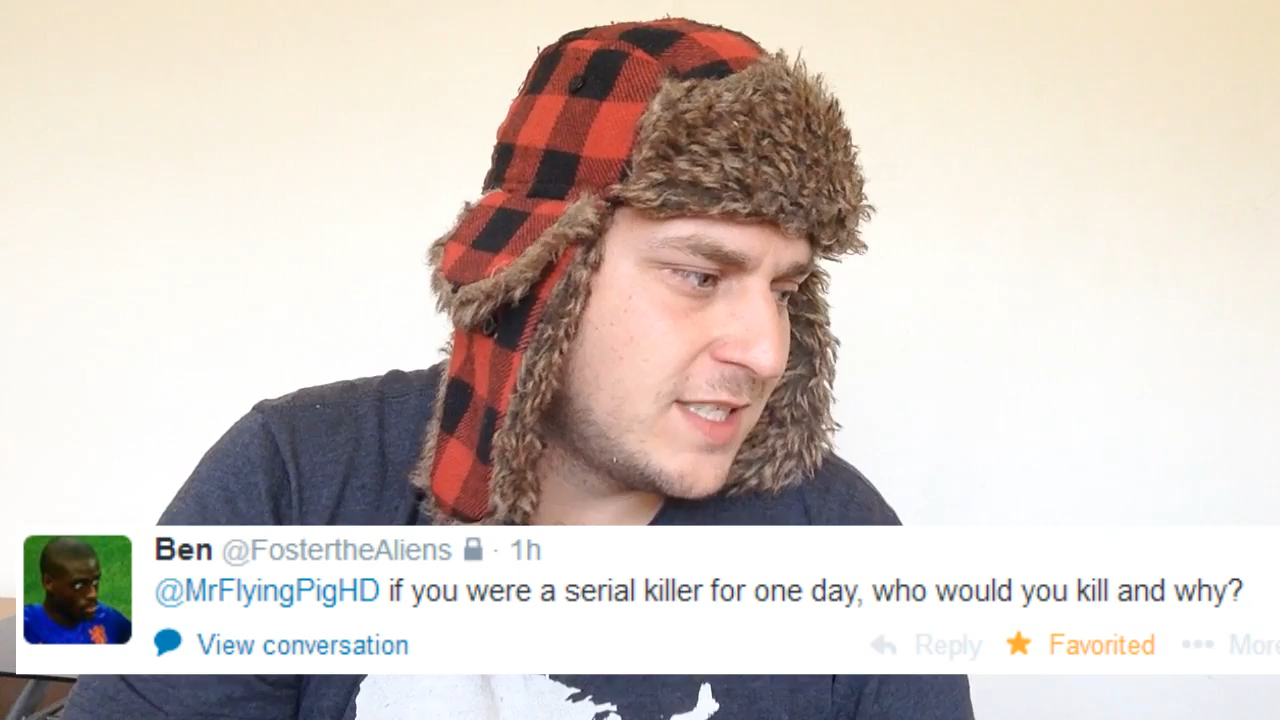 Ben @FostertheAliens · 1h
@MrFlyingPigHD if you were a serial killer for one day, who would you kill and why?
View conversation Reply Favorited ••• More